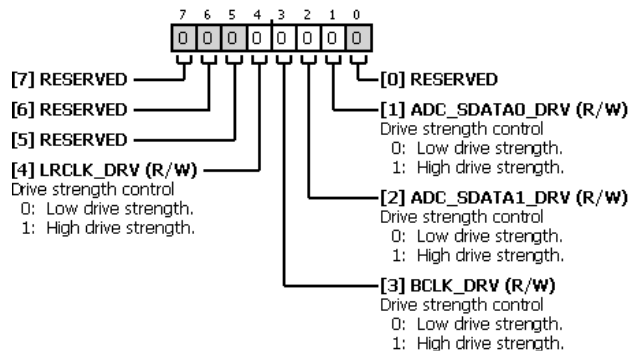 7 6 5 4 3 2 1 0
0 0 0 0 0 0 0 0
[7] RESERVED
[6] RESERVED
[5] RESERVED
[4] LRCLK_DRV (R/W)
Drive strength control
0: Low drive strength.
1: High drive strength.
[0] RESERVED
[1] ADC_SDATA0_DRV (R/W)
Drive strength control
0: Low drive strength.
1: High drive strength.
[2] ADC_SDATA1_DRV (R/W)
Drive strength control
0: Low drive strength.
1: High drive strength.
[3] BCLK_DRV (R/W)
Drive strength control
0: Low drive strength.
1: High drive strength.